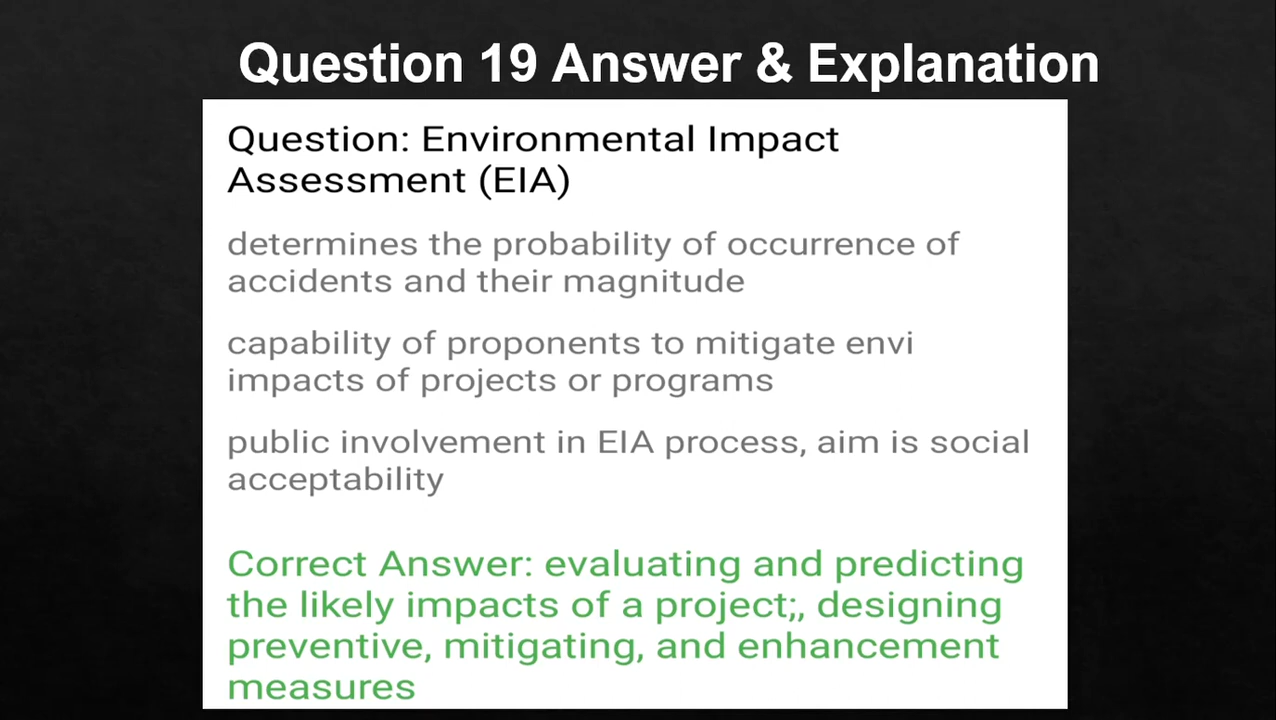 Question 19 Answer & Explanation
Question: Environmental Impact
Assessment (EIA)
determines the probability of occurrence of
accidents and their magnitude
capability of proponents to mitigate envi
impacts of projects or programs
public involvement in EIA process, aim is social
acceptability
Correct Answer: evaluating and predicting
the likely impacts of a project;, designing
preventive, mitigating, and enhancement
measures